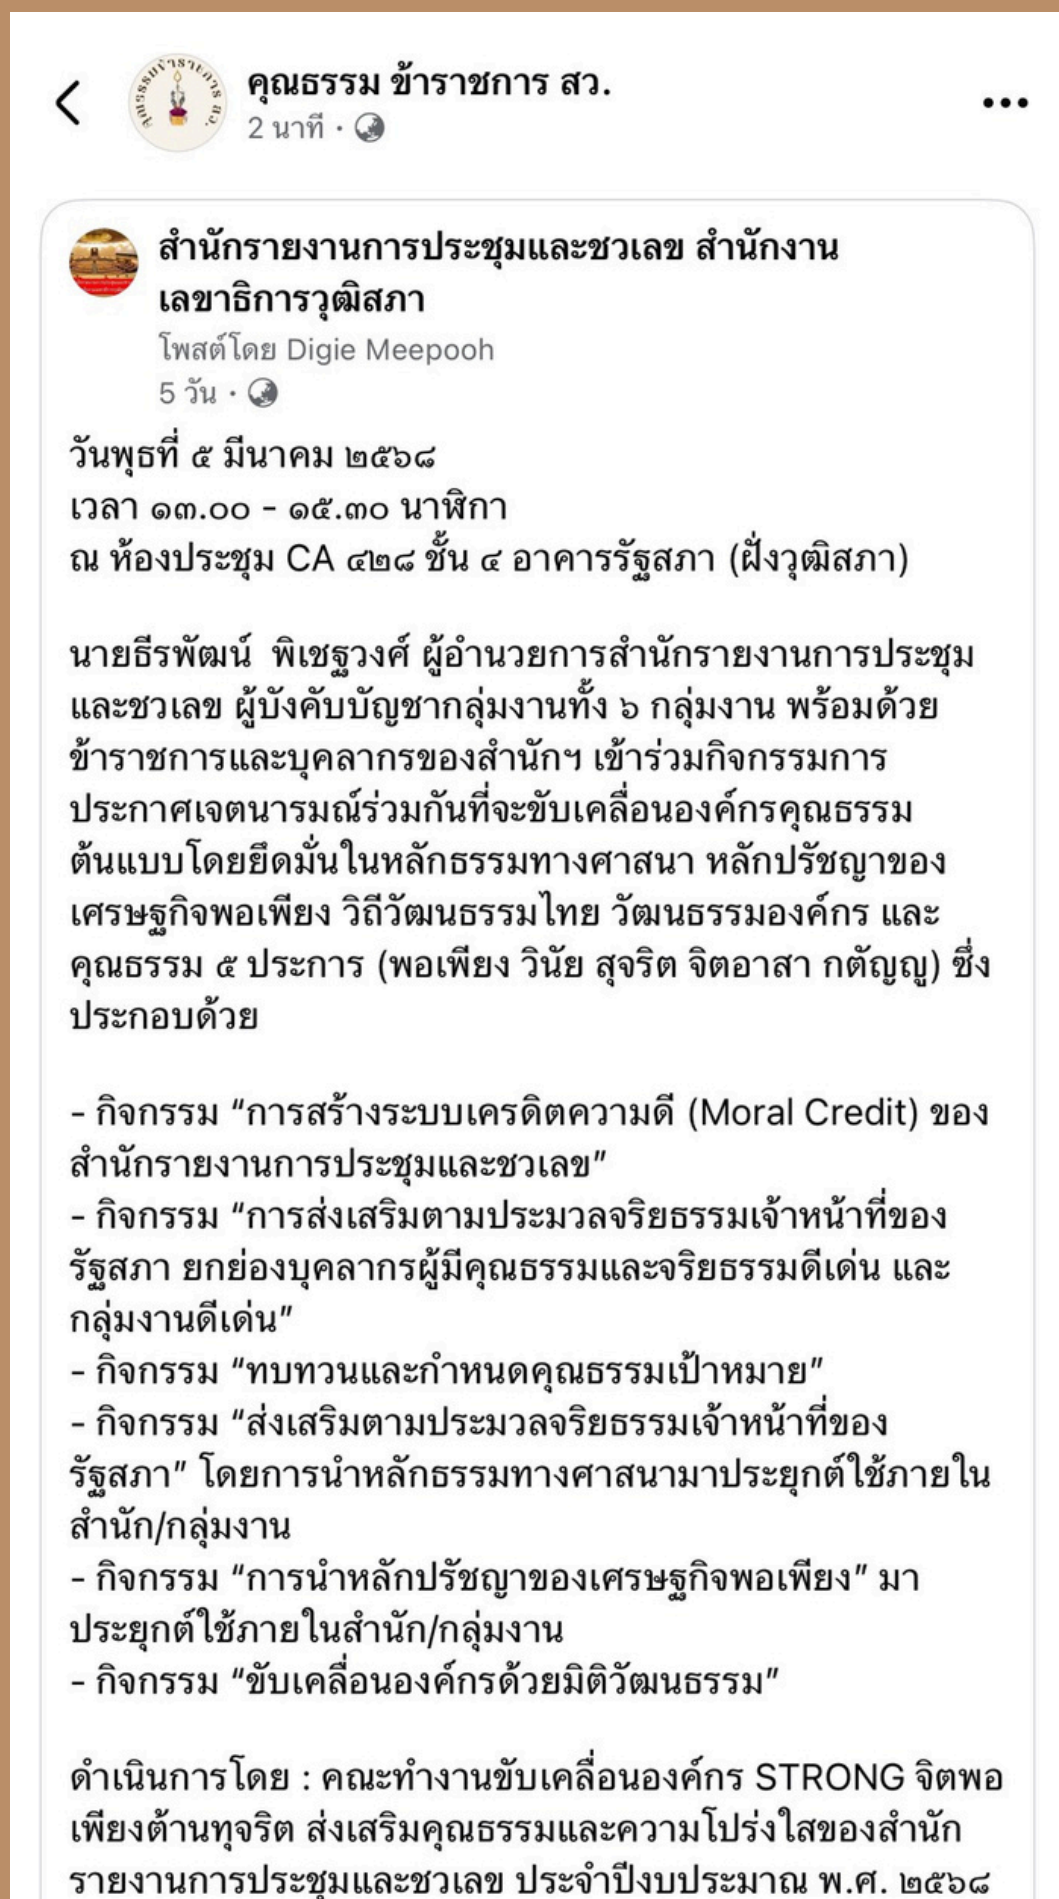 คุณธรรมข้าราชการ สว.
คุณธรรม ข้าราชการ สว.
2 นาที ·
สำนักรายงานการประชุมและชวเลข สำนักงาน
เลขาธิการวุฒิสภา
โพสต์โดย Digie Meepooh
5 วัน ·
วันพุธที่ ๕ มีนาคม ๒๕๖๘
เวลา ๑๓.๐๐ - ๑๕.๓๐ นาฬิกา
ณ ห้องประชุม CA ๔๒๘ ชั้น ๔ อาคารรัฐสภา (ฝั่งวุฒิสภา)
นายธีรพัฒน์  พิเชฐวงศ์ ผู้อำนวยการสำนักรายงานการประชุม
และชวเลข ผู้บังคับบัญชากลุ่มงานทั้ง ๖ กลุ่มงาน พร้อมด้วย
ข้าราชการและบุคลากรของสำนักฯ เข้าร่วมกิจกรรมการ
ประกาศเจตนารมณ์ร่วมกันที่จะขับเคลื่อนองค์กรคุณธรรม
ต้นแบบโดยยึดมั่นในหลักธรรมทางศาสนา หลักปรัชญาของ
เศรษฐกิจพอเพียง วิถีวัฒนธรรมไทย วัฒนธรรมองค์กร และ
คุณธรรม ๕ ประการ (พอเพียง วินัย สุจริต จิตอาสา กตัญญู) ซึ่ง
ประกอบด้วย
- กิจกรรม “การสร้างระบบเครดิตความดี (Moral Credit) ของ
สำนักรายงานการประชุมและชวเลข”
- กิจกรรม “การส่งเสริมตามประมวลจริยธรรมเจ้าหน้าที่ของ
รัฐสภา ยกย่องบุคลากรผู้มีคุณธรรมและจริยธรรมดีเด่น และ
กลุ่มงานดีเด่น”
- กิจกรรม “ทบทวนและกำหนดคุณธรรมเป้าหมาย”
- กิจกรรม “ส่งเสริมตามประมวลจริยธรรมเจ้าหน้าที่ของ
รัฐสภา” โดยการนำหลักธรรมทางศาสนามาประยุกต์ใช้ภายใน
สำนัก/กลุ่มงาน
- กิจกรรม “การนำหลักปรัชญาของเศรษฐกิจพอเพียง” มา
ประยุกต์ใช้ภายในสำนัก/กลุ่มงาน
- กิจกรรม “ขับเคลื่อนองค์กรด้วยมิติวัฒนธรรม”
ดำเนินการโดย : คณะทำงานขับเคลื่อนองค์กร STRONG จิตพอ
เพียงต้านทุจริต ส่งเสริมคุณธรรมและความโปร่งใสของสำนัก
รายงานการประชุมและชวเลข ประจำปีงบประมาณ พ.ศ. ๒๕๖๘